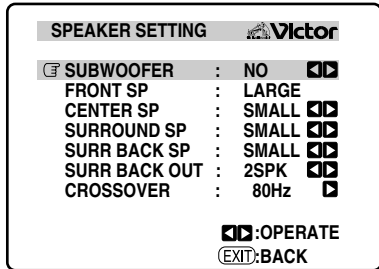 SPEAKER SETTING Victor
SUBWOOFER : NO
FRONT SP : LARGE
CENTER SP : SMALL
SURROUND SP : SMALL
SURR BACK SP : SMALL
SURR BACK OUT : 2SPK
CROSSOVER : 80Hz
:OPERATE
EXIT:BACK